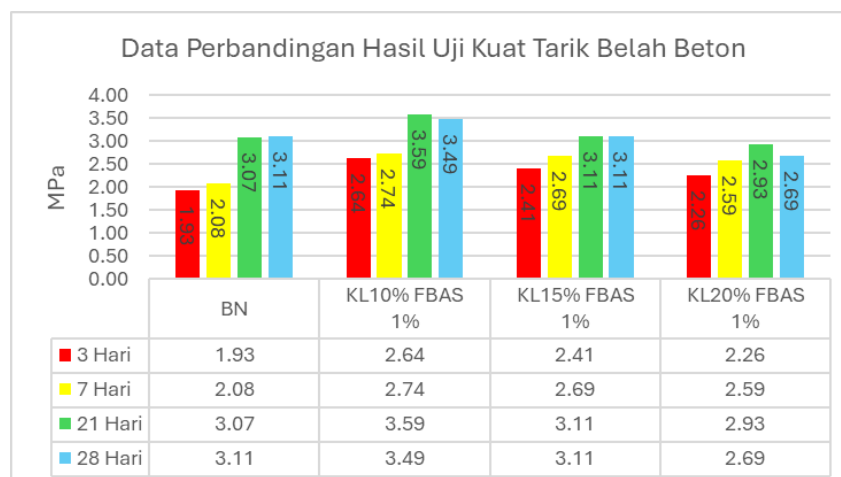 Data Perbandingan Hasil Uji Kuat Tarik Belah Beton
MPa
4.00
3.50
3.00
2.50
2.00
1.50
1.00
0.50
0.00
1.93
2.08
3.07
3.11
2.64
2.74
3.59
3.49
2.41
2.69
3.11
3.11
2.26
2.59
2.93
2.69
BN
KL10% FBAS
1%
KL15% FBAS
1%
KL20% FBAS
1%
3 Hari 1.93 2.64 2.41 2.26
7 Hari 2.08 2.74 2.69 2.59
21 Hari 3.07 3.59 3.11 2.93
28 Hari 3.11 3.49 3.11 2.69